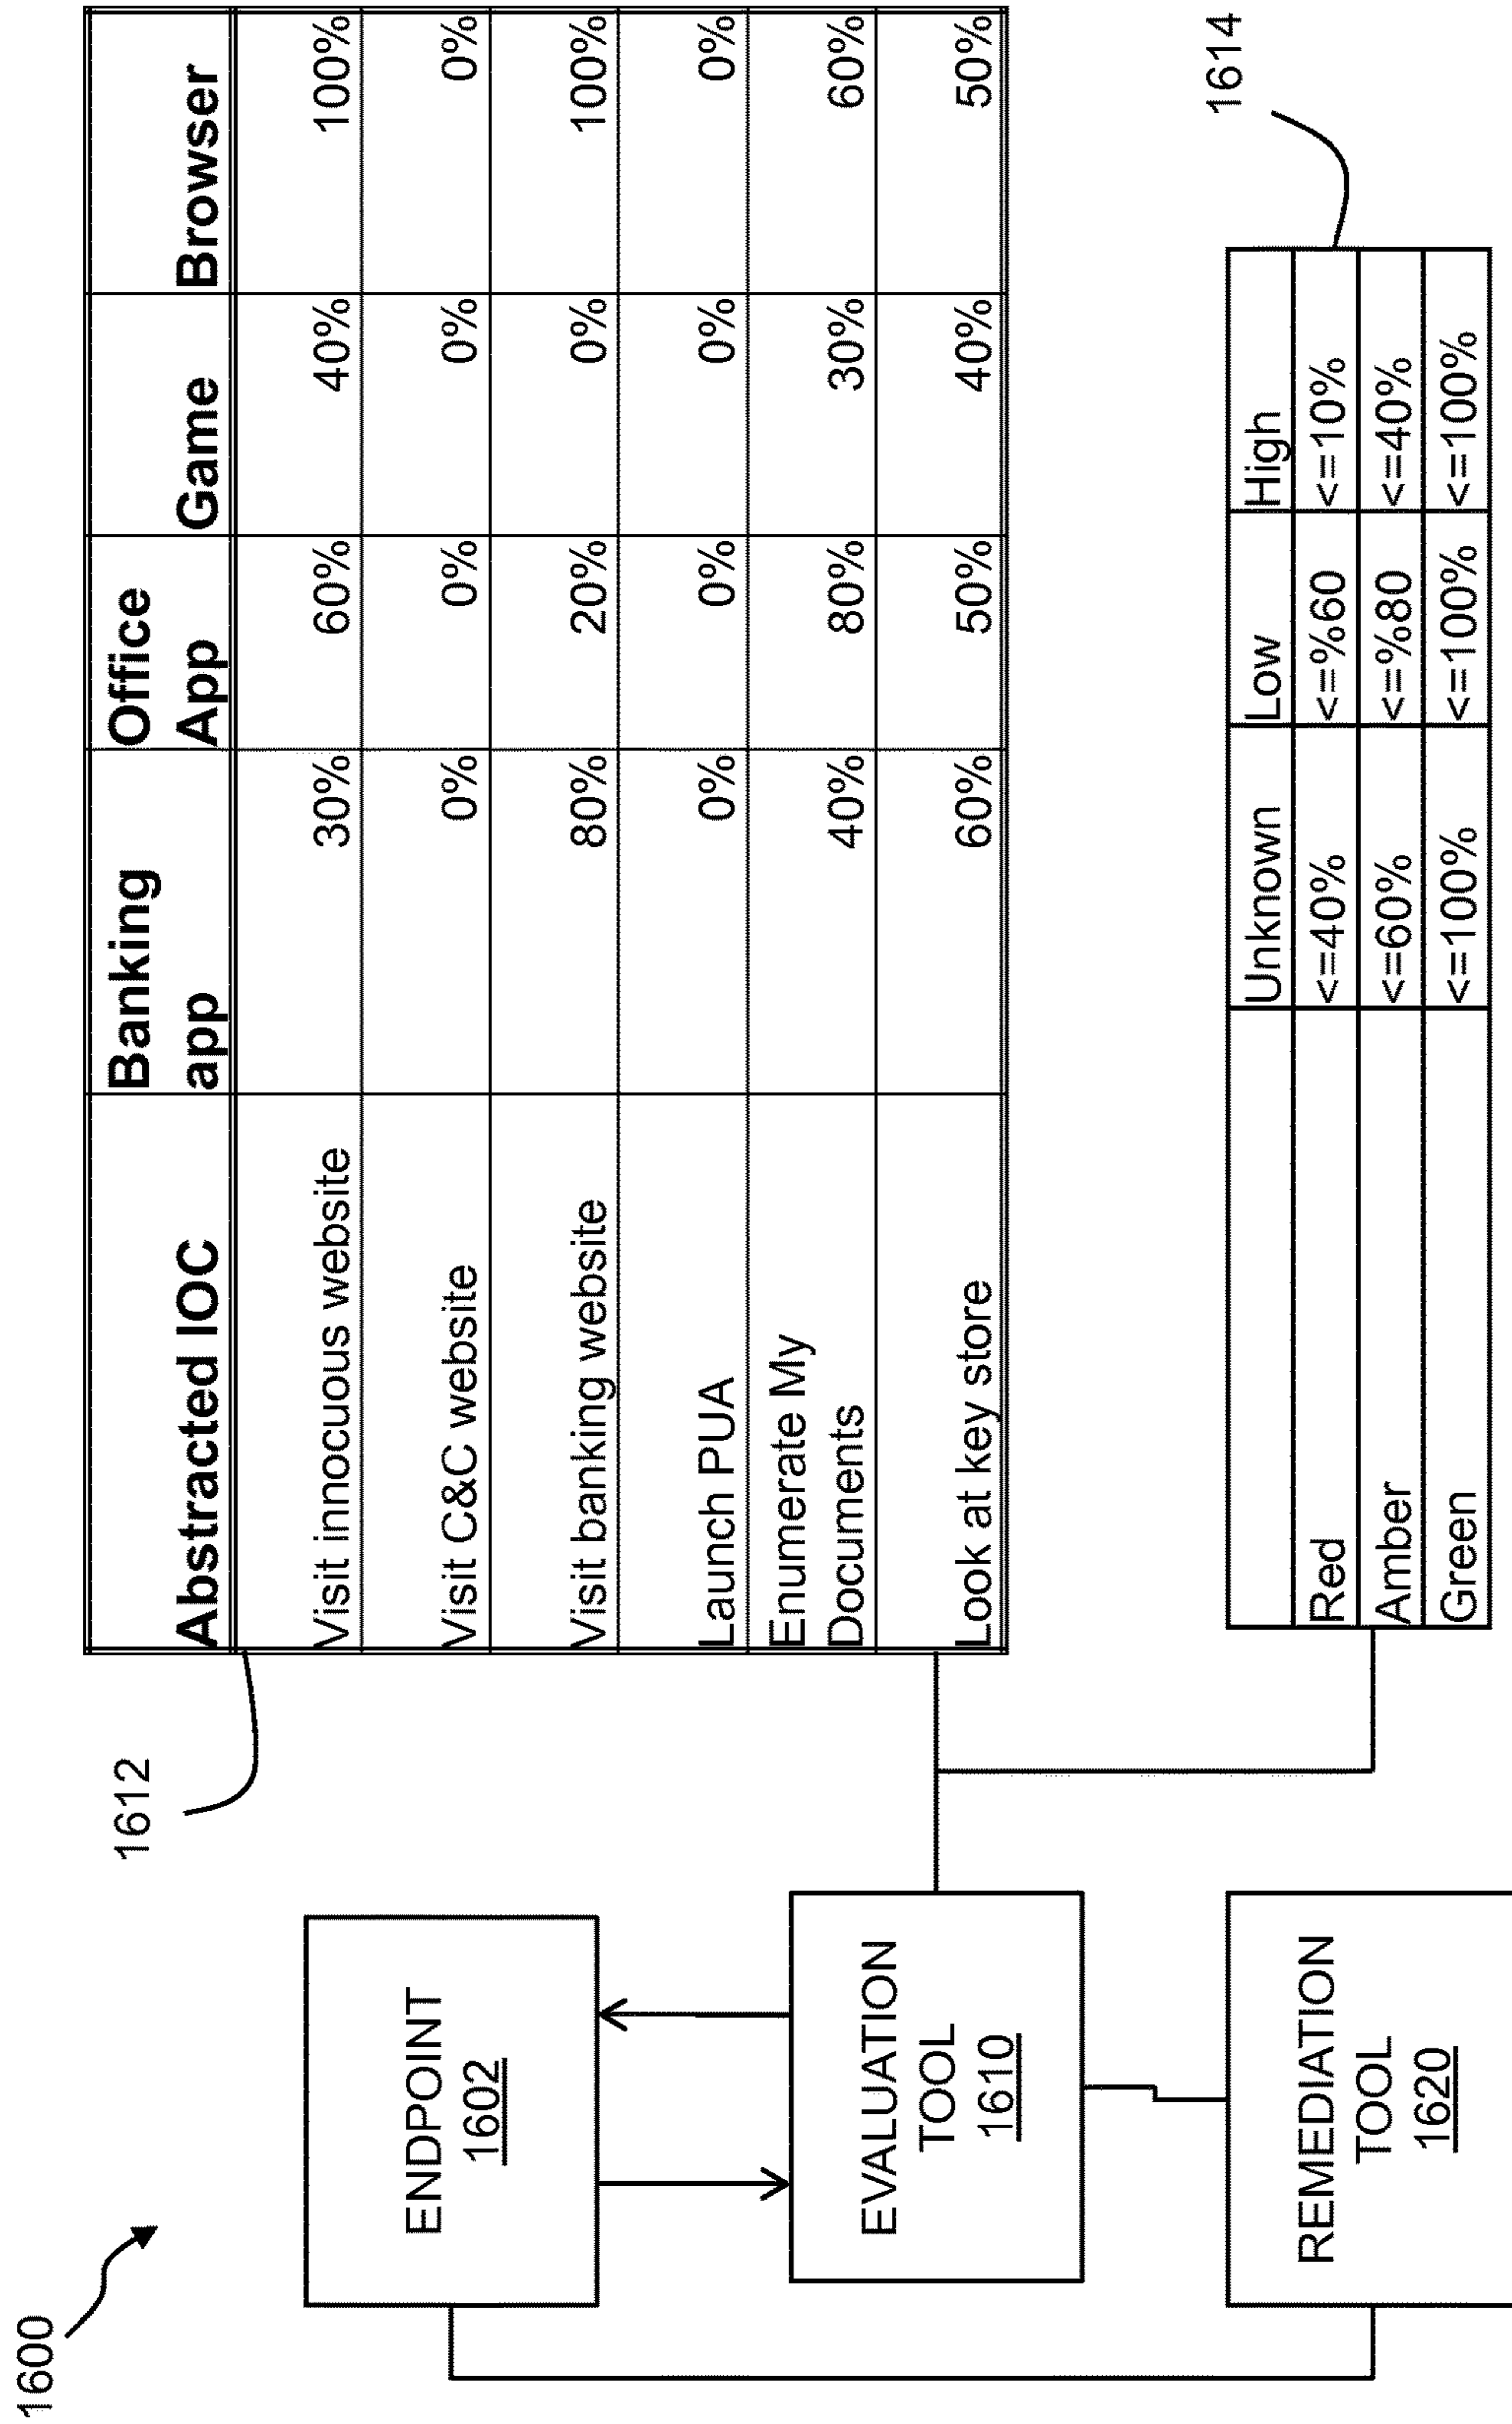 1600
ENDPOINT
1602
EVALUATION
TOOL
1610
REMEDIATION
TOOL
1620
1612
Abstracted IOC Banking app Office App Game Browser
Visit innocuous website 30% 60% 40% 100%
Visit C&C website 0% 0% 0% 0%
Visit banking website 80% 20% 0% 100%
Launch PUA 0% 0% 0% 0%
Enumerate My
Documents 40% 80% 30% 60%
Look at key store 60% 50% 40% 50%
1614
Unknown Low High
Red <=40% <=%60 <=10%
Amber <=60% <=%80 <=40%
Green <=100% <=100% <=100%